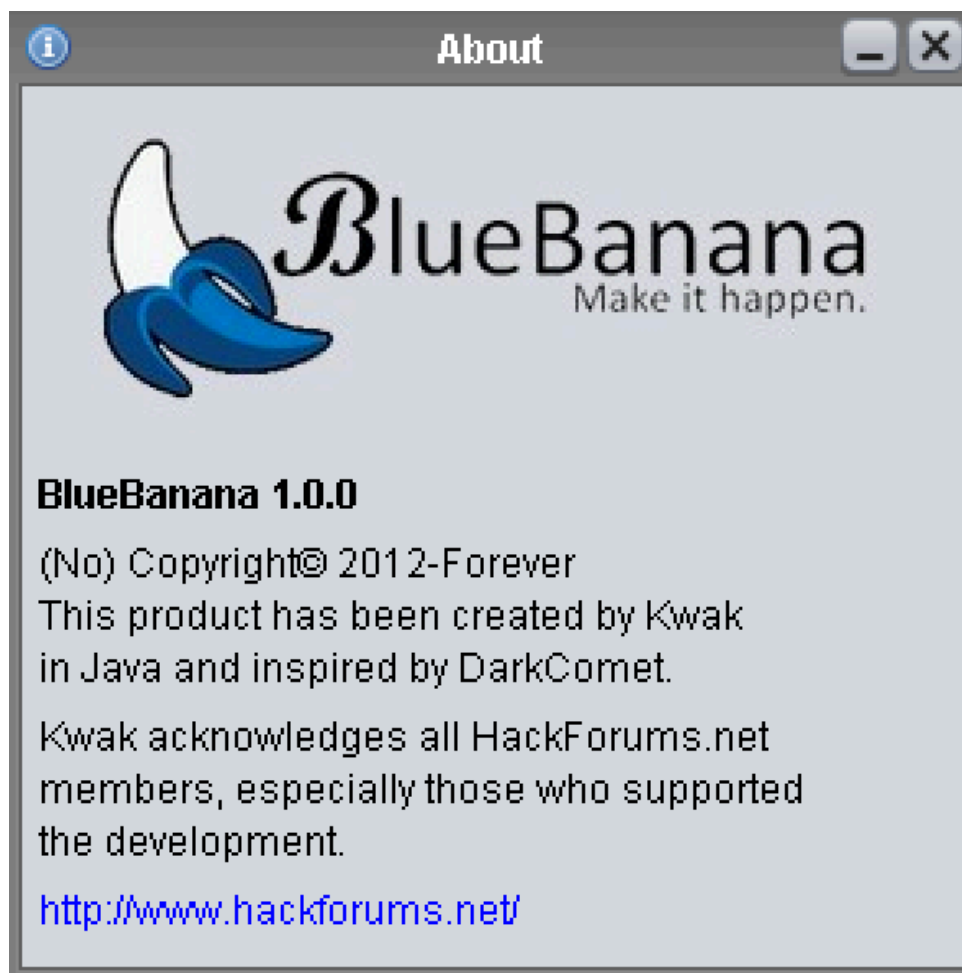 About
BlueBanana
Make it happen.
BlueBanana 1.0.0
(No) Copyright© 2012-Forever
This product has been created by Kwak
in Java and inspired by DarkComet.
Kwak acknowledges all HackForums.net
members, especially those who supported
the development.
http://www.hackforums.net/